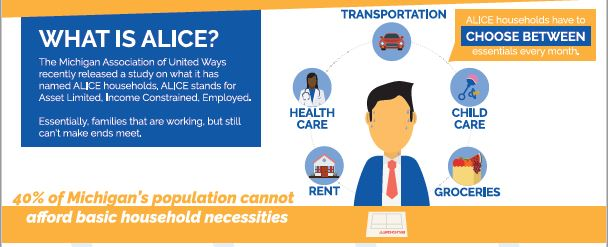 WHAT IS ALICE?
The Michigan Association of United Ways
recently released a study on what it has
named ALICE households, ALICE stands for
Asset Limited, Income Constrained, Employed.
Essentially, families that are working, but still
can't make ends meet.
TRANSPORTATION
HEALTH
CARE
CHILD
CARE
RENT
GROCERIES
ALICE households have to
CHOOSE BETWEEN
essentials every month.
40% of Michigan's population cannot
afford basic household necessities